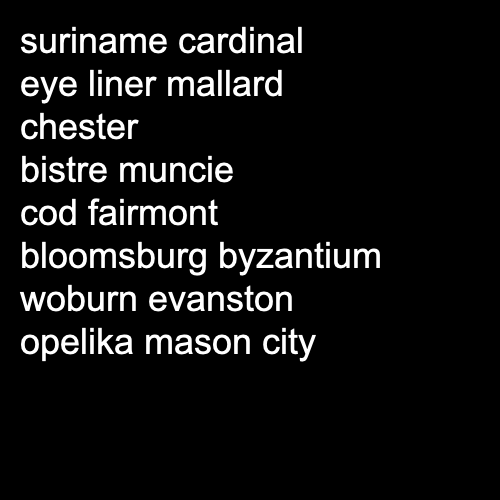 suriname cardinal
eye liner mallard
chester
bistre muncie
cod fairmont
bloomsburg byzantium
woburn evanston
opelika mason city